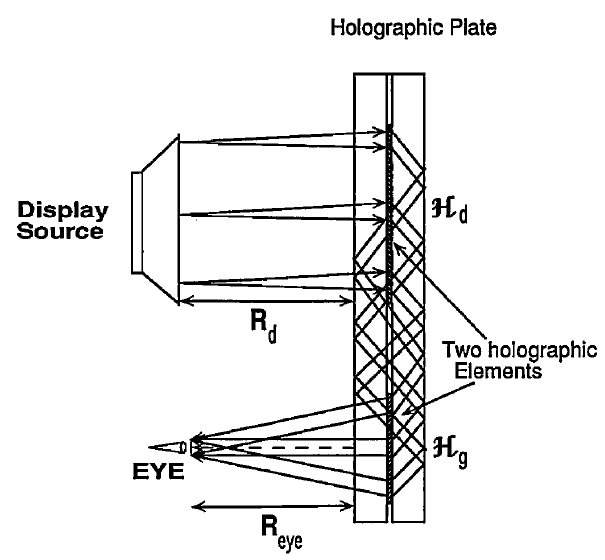 Holographic Plate
Display
Source
ℋd
Rd
Two holographic
Elements
EYE
ℋg
Reye